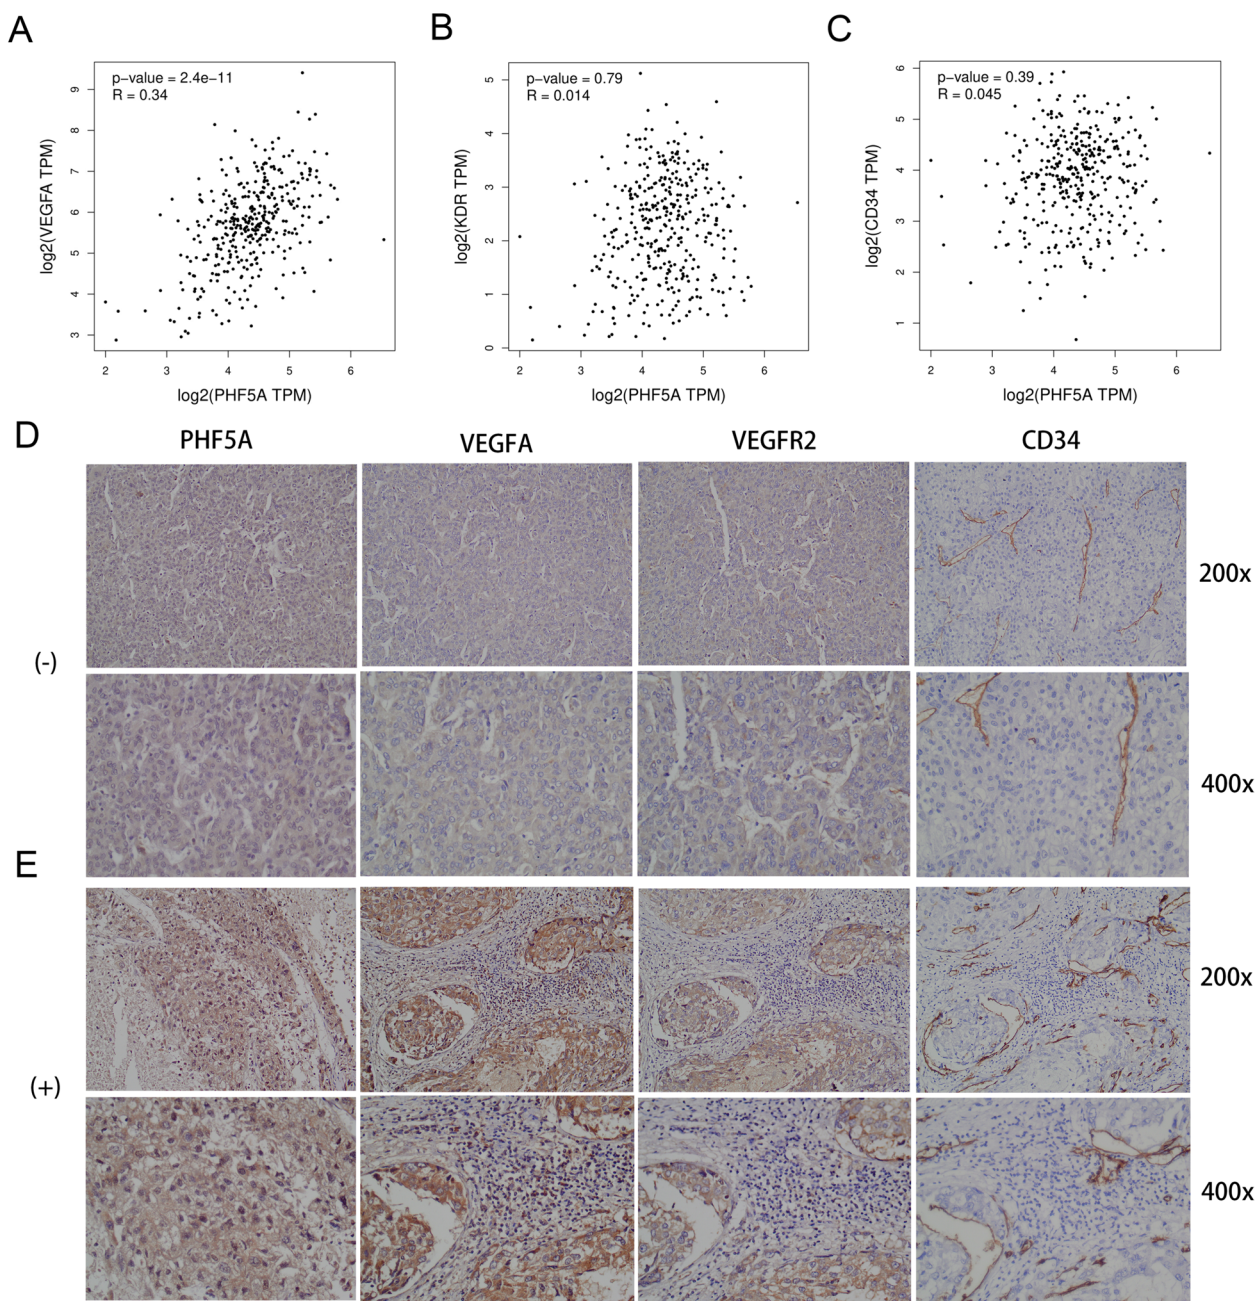 A
B
C
p-value = 2.4e-11
R = 0.34
log2(VEGFA TPM)
9
8
7
6
5
4
3
2 3 4 5 6
log2(PHF5A TPM)
p-value = 0.79
R = 0.014
log2(KDR TPM)
5
4
3
2
1
0
2 3 4 5 6
log2(PHF5A TPM)
p-value = 0.39
R = 0.045
log2(CD34 TPM)
6
5
4
3
2
1
2 3 4 5 6
log2(PHF5A TPM)
D
PHF5A VEGFA VEGFR2 CD34
200x
(-)
400x
E
200x
(+)
400x